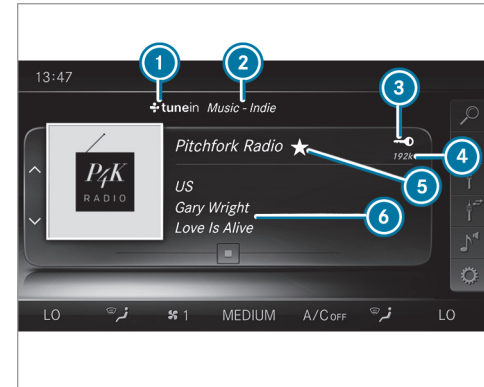 13:47
1
2
3
tunein Music - Indie
Pitchfork Radio
192k
4
P4K
RADIO
5
US
Gary Wright
6
Love Is Alive
LO
1
MEDIUM
A/C OFF
LO